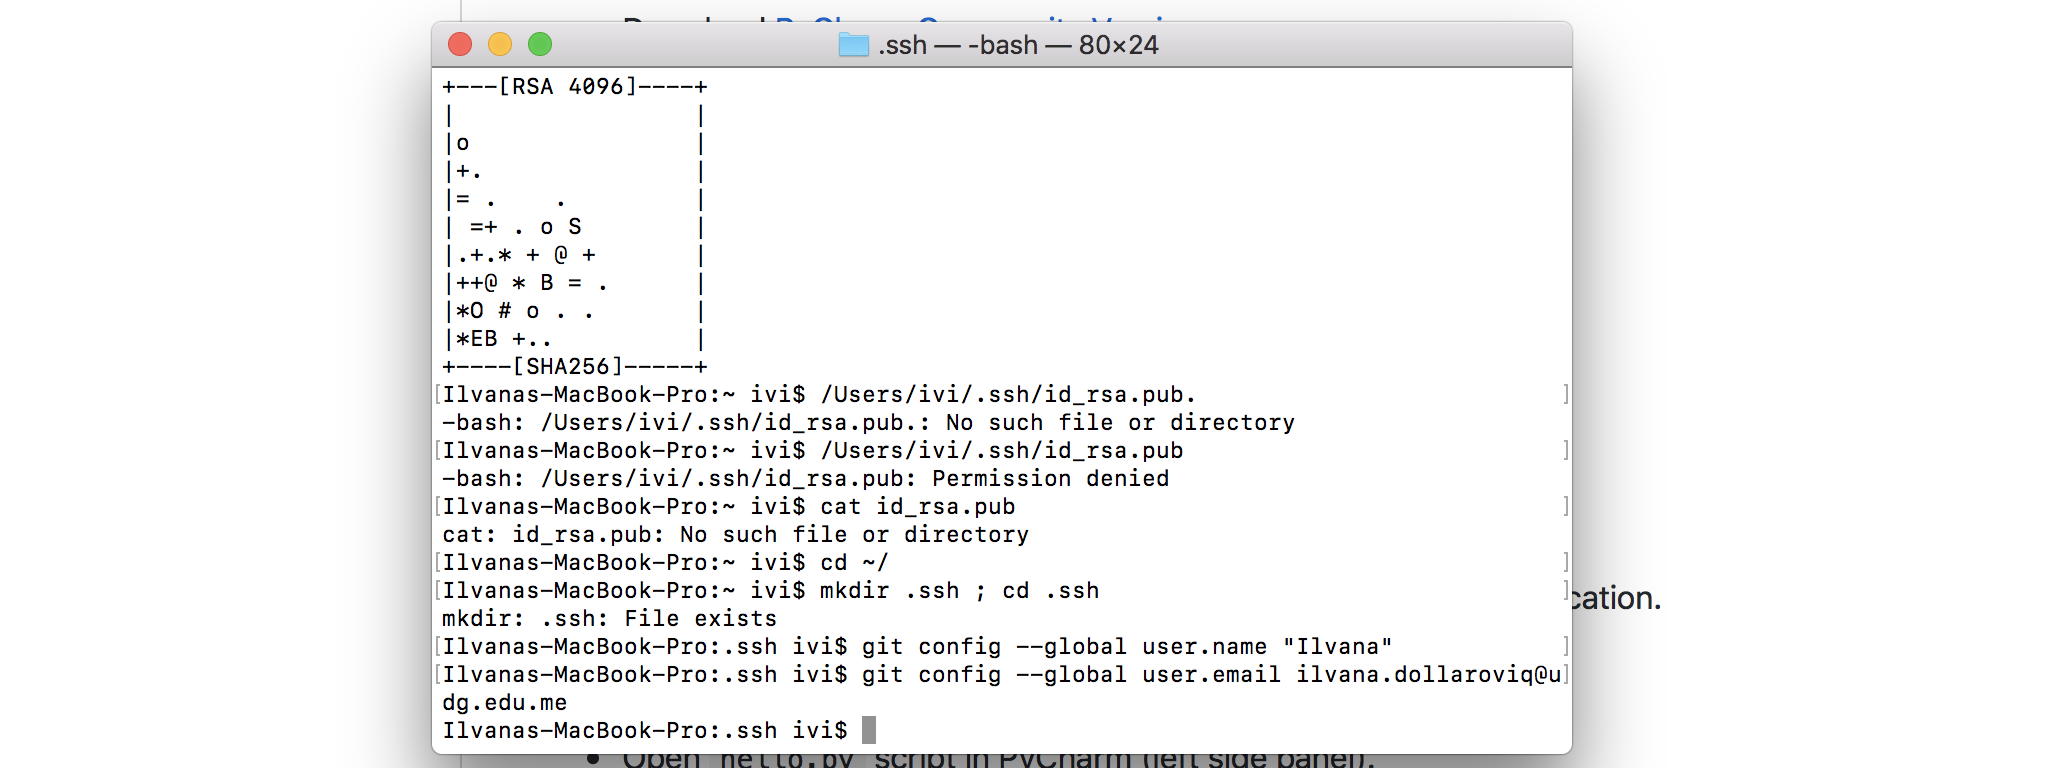 .ssh — -bash — 80×24
+---[RSA 4096]----+
|                 |
|o                |
|+.               |
|= .    .         |
| =+ . o S        |
|.+.* + @ +       |
|++@ * B = .      |
|*O # o . .       |
|*EB +..          |
+----[SHA256]-----+
[Ilvanas-MacBook-Pro:~ ivi$ /Users/ivi/.ssh/id_rsa.pub. ]
-bash: /Users/ivi/.ssh/id_rsa.pub.: No such file or directory
[Ilvanas-MacBook-Pro:~ ivi$ /Users/ivi/.ssh/id_rsa.pub ]
-bash: /Users/ivi/.ssh/id_rsa.pub: Permission denied
[Ilvanas-MacBook-Pro:~ ivi$ cat id_rsa.pub ]
cat: id_rsa.pub: No such file or directory
[Ilvanas-MacBook-Pro:~ ivi$ cd ~/ ]
[Ilvanas-MacBook-Pro:~ ivi$ mkdir .ssh ; cd .ssh ]
cation.
mkdir: .ssh: File exists
[Ilvanas-MacBook-Pro:.ssh ivi$ git config --global user.name "Ilvana" ]
[Ilvanas-MacBook-Pro:.ssh ivi$ git config --global user.email ilvana.dollaroviq@u]
dg.edu.me
Ilvanas-MacBook-Pro:.ssh ivi$
• Open hello.py script in PyCharm (left side panel).